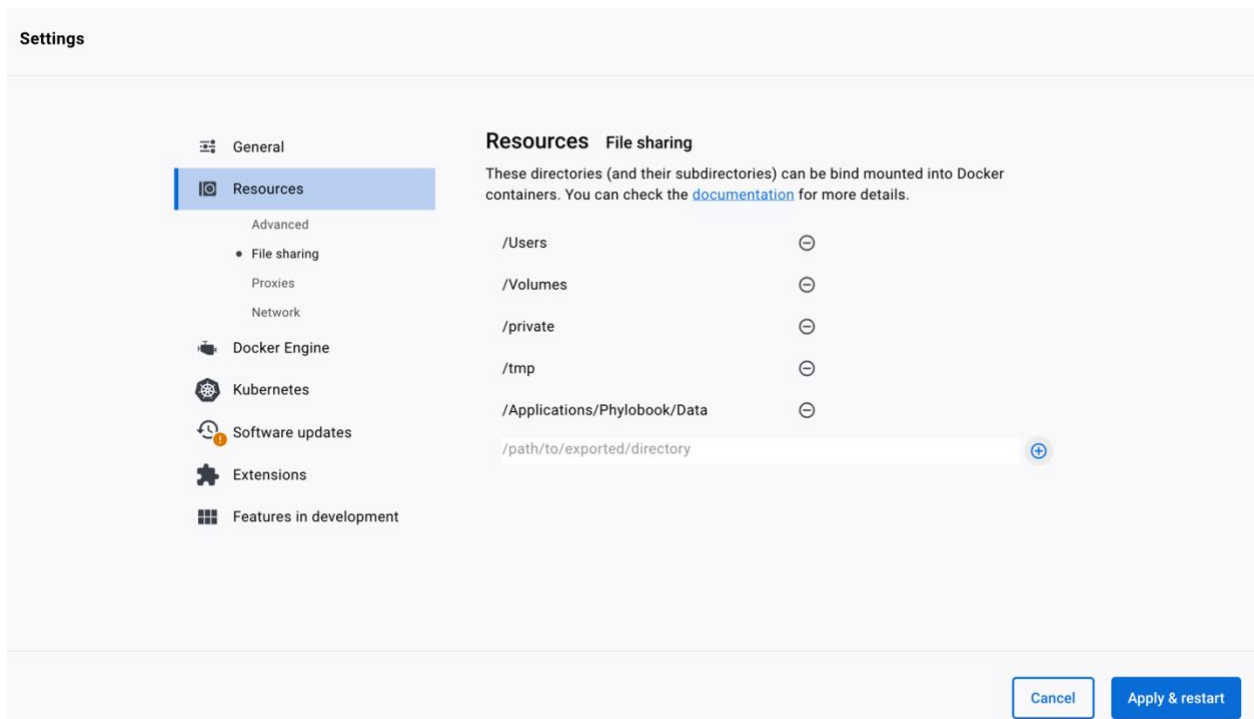 Settings
General
Resources
Advanced
File sharing
Proxies
Network
Docker Engine
Kubernetes
Software updates
Extensions
Features in development
Resources File sharing
These directories (and their subdirectories) can be bind mounted into Docker
containers. You can check the documentation for more details.
/Users
/Volumes
/private
/tmp
/Applications/Phylobook/Data
/path/to/exported/directory
Cancel
Apply & restart